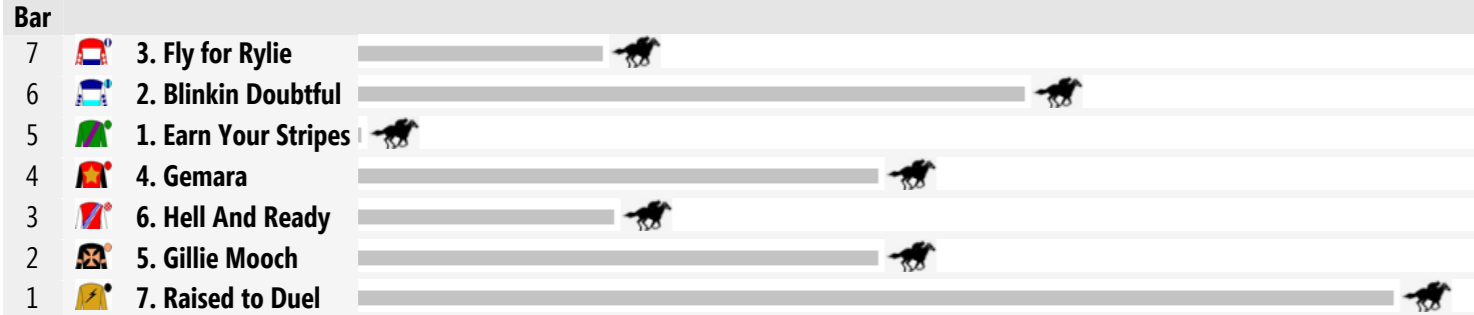 Bar
7 3. Fly for Rylie
6 2. Blinkin Doubtful
5 1. Earn Your Stripes
4 4. Gemara
3 6. Hell And Ready
2 5. Gillie Mooch
1 7. Raised to Duel